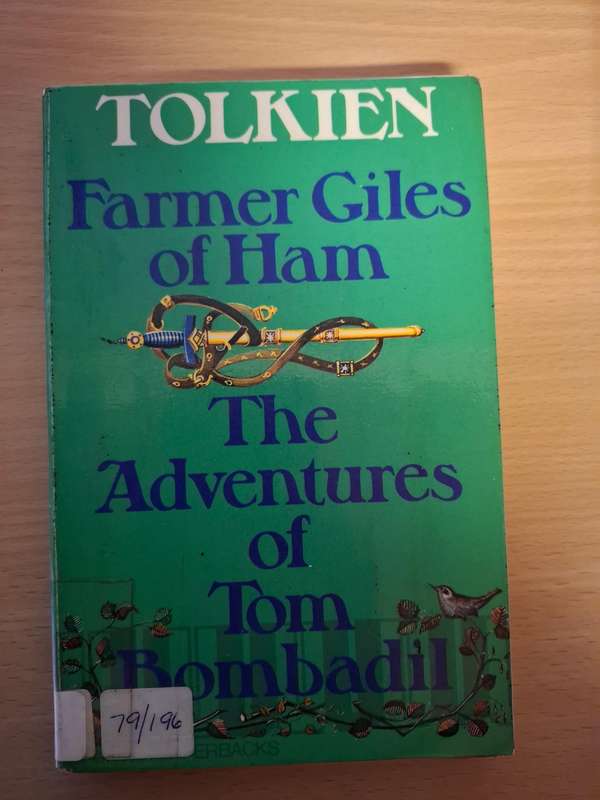 TOLKIEN
Farmer Giles
of Ham
The
Adventures
of
Tom
Bombadil
79/196